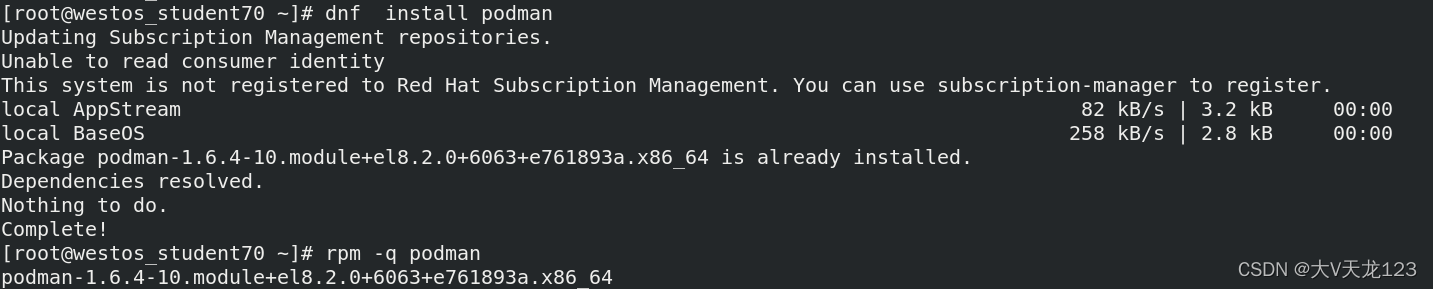 [root@westos_student70 ~]# dnf  install podman
Updating Subscription Management repositories.
Unable to read consumer identity
This system is not registered to Red Hat Subscription Management. You can use subscription-manager to register.
local AppStream                                                                           82 kB/s | 3.2 kB     00:00
local BaseOS                                                                             258 kB/s | 2.8 kB     00:00
Package podman-1.6.4-10.module+el8.2.0+6063+e761893a.x86_64 is already installed.
Dependencies resolved.
Nothing to do.
Complete!
[root@westos_student70 ~]# rpm -q podman
podman-1.6.4-10.module+el8.2.0+6063+e761893a.x86_64
CSDN @大V天龙123